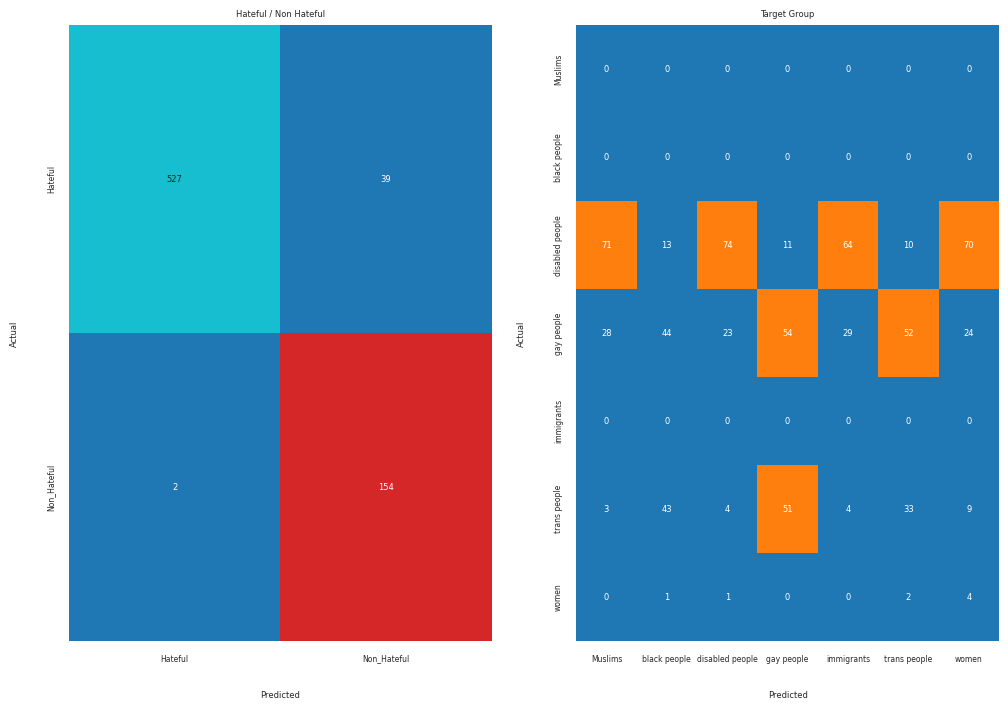 Hateful / Non Hateful
Hateful
527
39
Non_Hateful
2
154
Actual
Hateful
Non_Hateful
Predicted
Target Group
Muslims
0 0 0 0 0 0 0
black people
0 0 0 0 0 0 0
disabled people
71 13 74 11 64 10 70
gay people
28 44 23 54 29 52 24
immigrants
0 0 0 0 0 0 0
trans people
3 43 4 51 4 33 9
women
0 1 1 0 0 2 4
Actual
Muslims black people disabled people gay people immigrants trans people women
Predicted